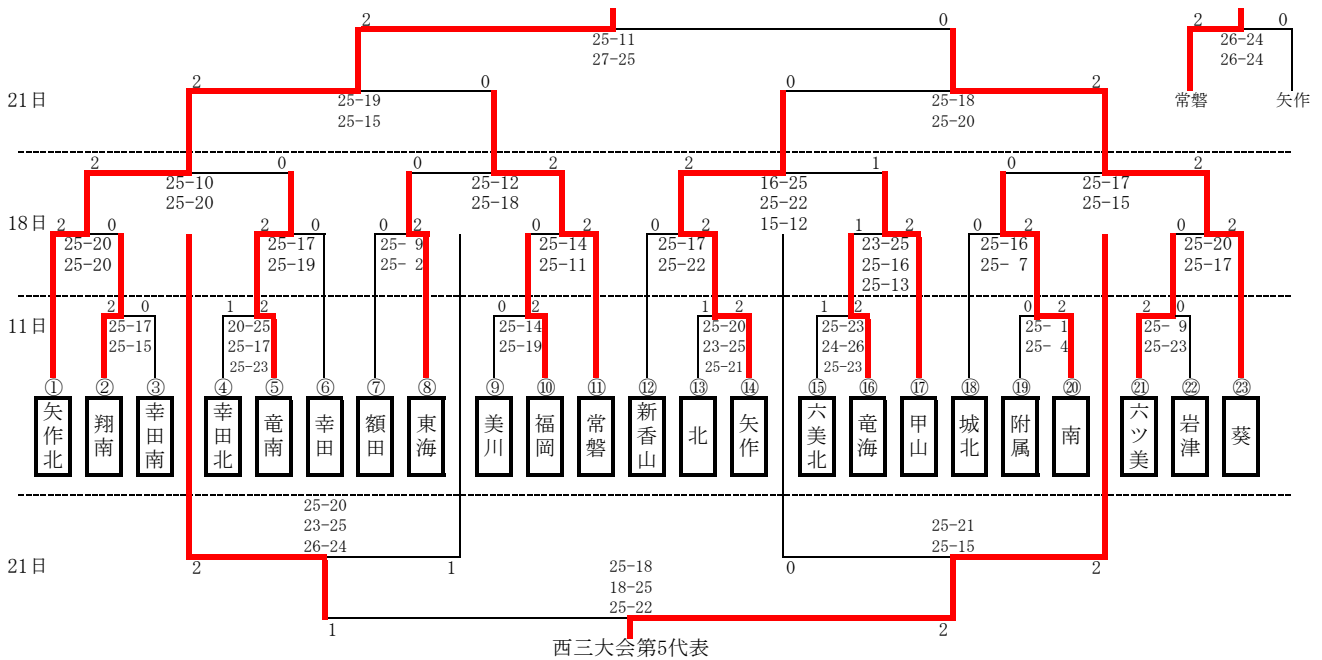 2 0 2 0
25-11 26-24
27-25 26-24
2 0 0 2
21日 25-19 25-18 常磐 矢作
25-15 25-20
2 0 0 2 2 1 0 2
25-10 25-12 16-25 25-17
25-20 25-18 25-22 25-15
18日 2 0 2 0 0 2 0 2 0 2 15-12 1 2 0 2 0 2
25-20 25-17 25- 9 25-14 25-17 23-25 25-16 25-20
25-20 25-19 25- 2 25-11 25-22 25-16 25- 7 25-17
25-13
2 0 1 2 0 2 1 2 1 2 0 2 2 0
11日 25-17 20-25 25-14 25-20 25-23 25- 1 25- 9
25-15 25-17 25-19 23-25 24-26 25- 4 25-23
25-23 25-21 25-23
① ② ③ ④ ⑤ ⑥ ⑦ ⑧ ⑨ ⑩ ⑪ ⑫ ⑬ ⑭ ⑮ ⑯ ⑰ ⑱ ⑲ ⑳ ㉑ ㉒ ㉓
矢作北
翔南
幸田南
幸田北
竜南
幸田
額田
東海
美川
福岡
常磐
新香山
北
矢作
六美北
竜海
甲山
城北
附属
南
六ツ美
岩津
葵
25-20
23-25 25-21
26-24 25-15
21日 2 1 25-18 0 2
18-25
25-22
1 2
西三大会第5代表